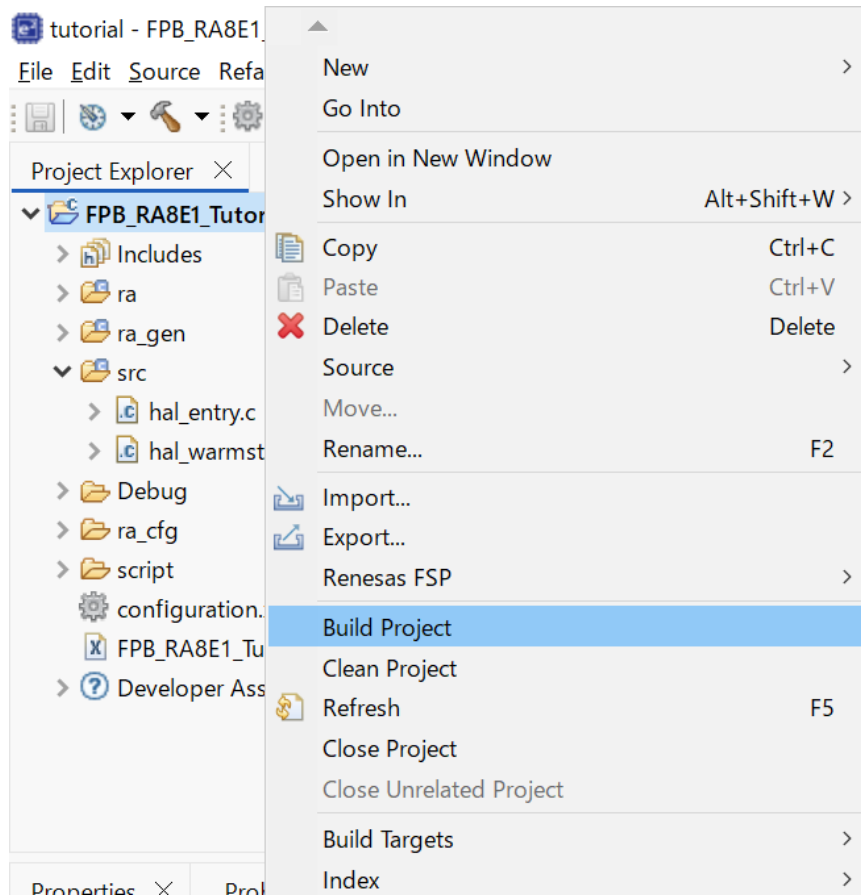 tutorial - FPB_RA8E1_
File Edit Source Refa
Project Explorer
FPB_RA8E1_Tutor
Includes
ra
ra_gen
src
hal_entry.c
hal_warmst
Debug
ra_cfg
script
configuration.
FPB_RA8E1_Tu
Developer Ass
Properties
Prol
New
Go Into
Open in New Window
Show In Alt+Shift+W
Copy Ctrl+C
Paste Ctrl+V
Delete Delete
Source
Move...
Rename... F2
Import...
Export...
Renesas FSP
Build Project
Clean Project
Refresh F5
Close Project
Close Unrelated Project
Build Targets
Index